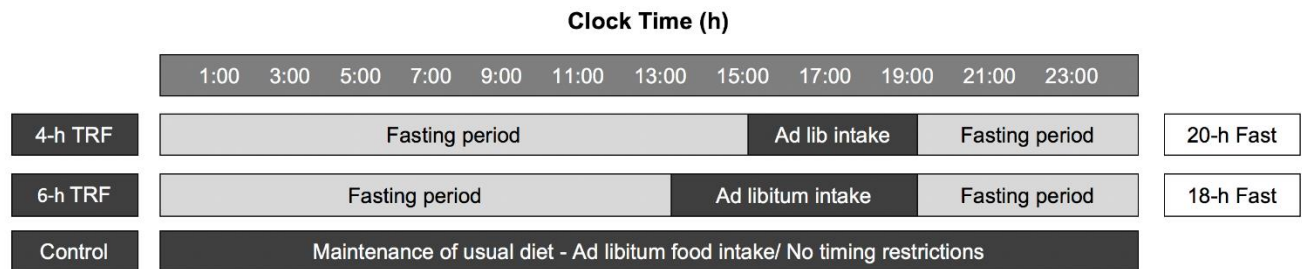 Clock Time (h)
1:00 3:00 5:00 7:00 9:00 11:00 13:00 15:00 17:00 19:00 21:00 23:00
4-h TRF Fasting period Ad lib intake Fasting period 20-h Fast
6-h TRF Fasting period Ad libitum intake Fasting period 18-h Fast
Control Maintenance of usual diet - Ad libitum food intake/ No timing restrictions